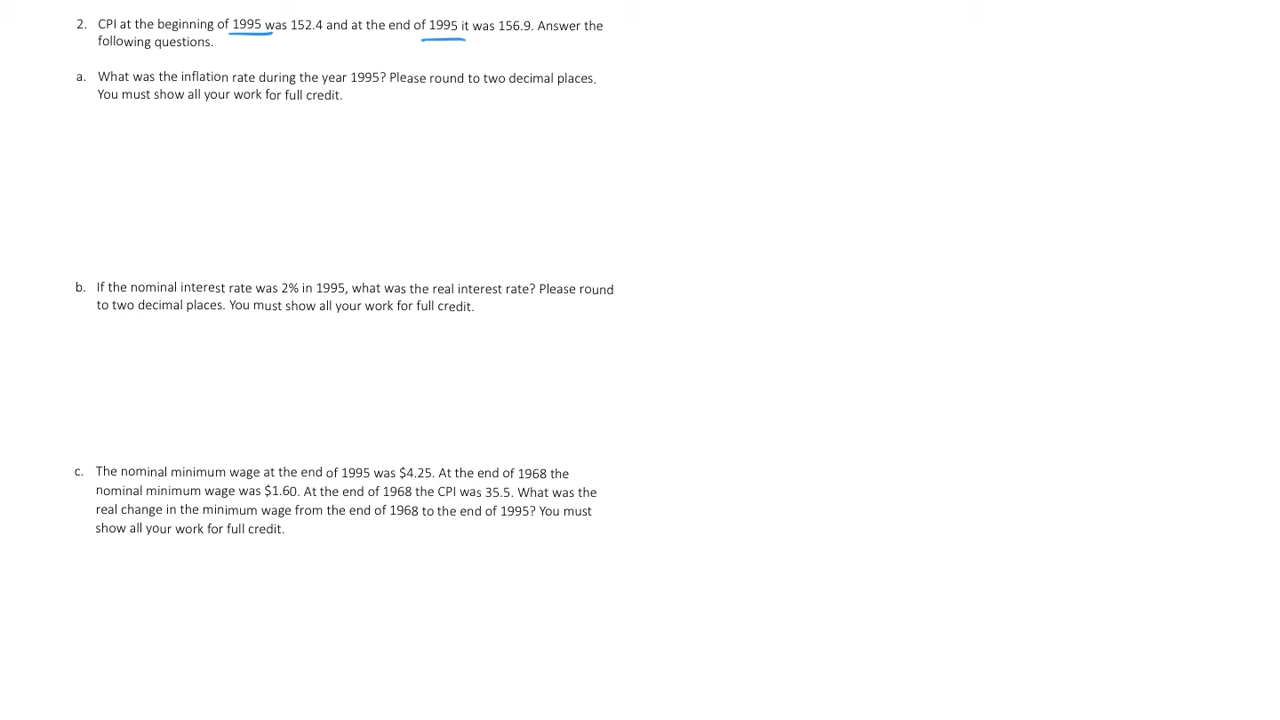 2. CPI at the beginning of 1995 was 152.4 and at the end of 1995 it was 156.9. Answer the
following questions.
a. What was the inflation rate during the year 1995? Please round to two decimal places.
You must show all your work for full credit.
b. If the nominal interest rate was 2% in 1995, what was the real interest rate? Please round
to two decimal places. You must show all your work for full credit.
c. The nominal minimum wage at the end of 1995 was $4.25. At the end of 1968 the
nominal minimum wage was $1.60. At the end of 1968 the CPI was 35.5. What was the
real change in the minimum wage from the end of 1968 to the end of 1995? You must
show all your work for full credit.